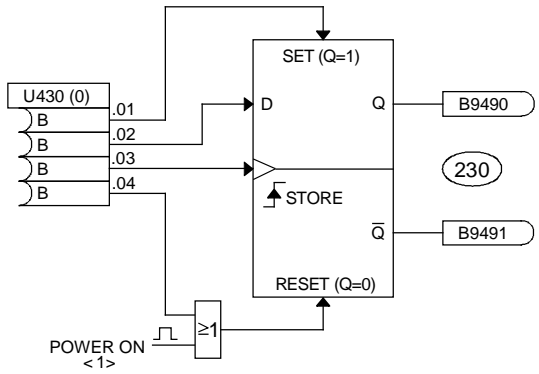 SET (Q=1)
U430 (0)
B .01
B .02
B .03
B .04
D
Q
B9490
230
STORE
Q̅
B9491
RESET (Q=0)
≥1
POWER ON
<1>